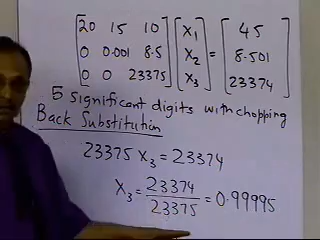 [20 15 10] [x₁] = [45]
[0 0.001 8.5] [x₂] [8.501]
[0 0 23375] [x₃] [23374]
5 significant digits with chopping
Back Substitution
23375 x₃ = 23374
x₃ = 23374/23375 = 0.99995